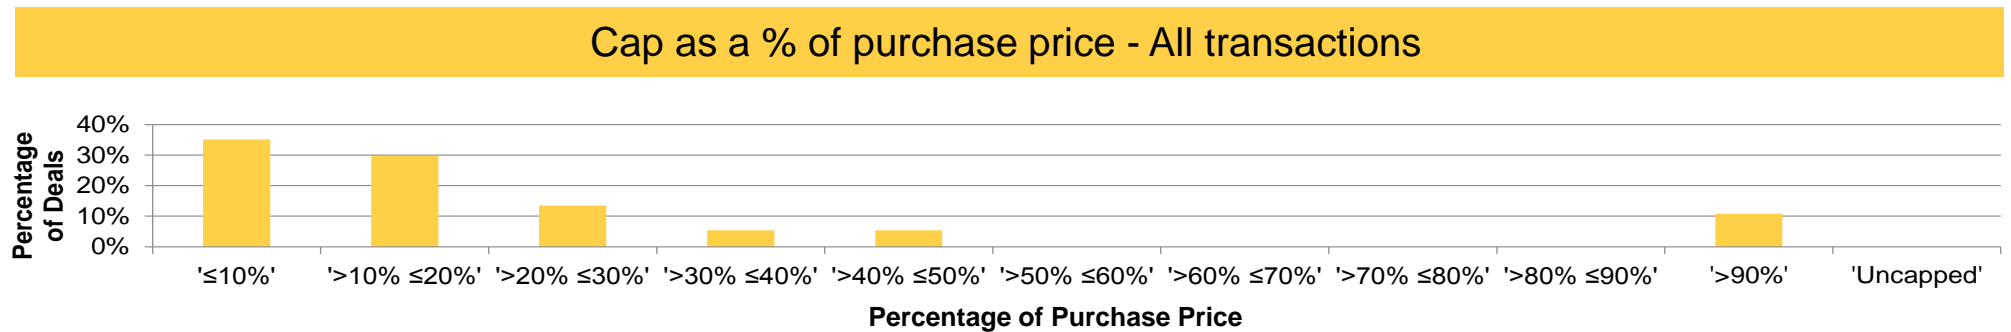 Cap as a % of purchase price - All transactions
Percentage
of Deals
40%
30%
20%
10%
0%
'≤10%' '>10% ≤20%' '>20% ≤30%' '>30% ≤40%' '>40% ≤50%' '>50% ≤60%' '>60% ≤70%' '>70% ≤80%' '>80% ≤90%' '>90%' 'Uncapped'
Percentage of Purchase Price